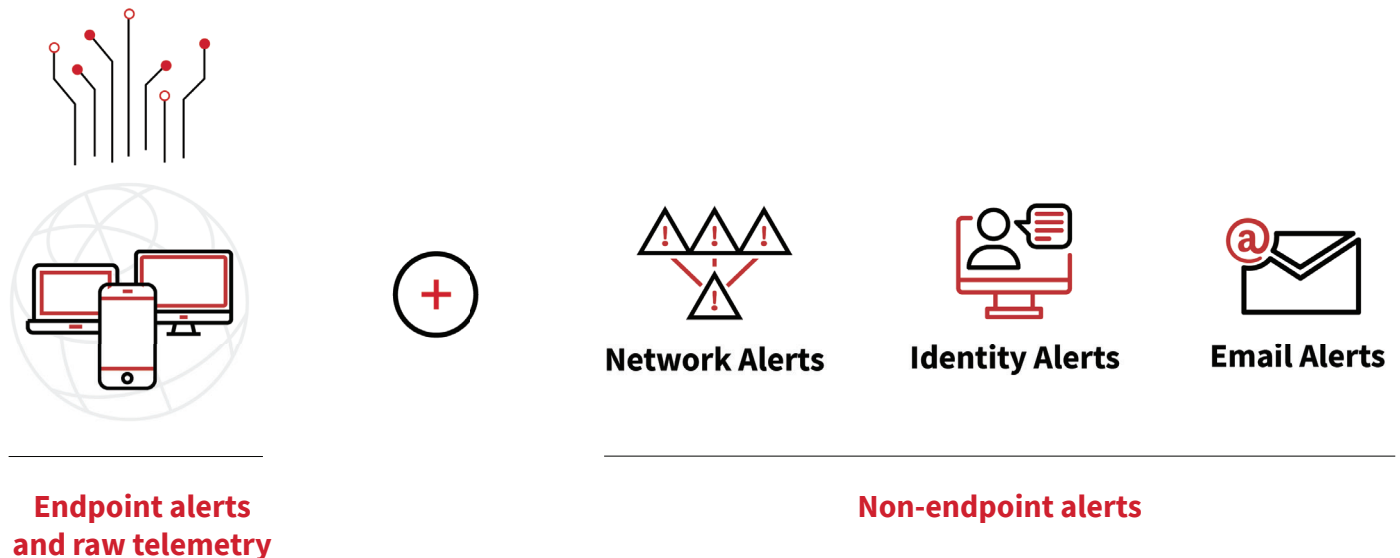 @
Network Alerts
Identity Alerts
Email Alerts
Endpoint alerts
and raw telemetry
Non-endpoint alerts